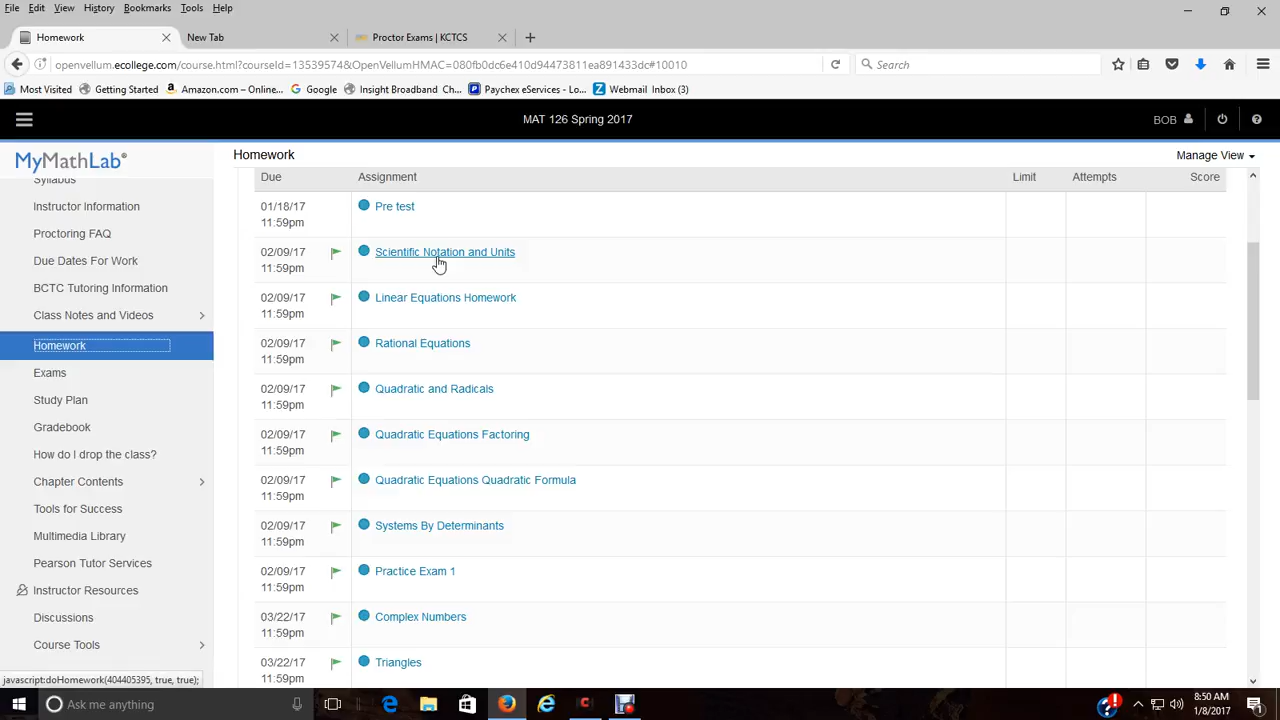 File Edit View History Bookmarks Tools Help
Homework New Tab Proctor Exams | KCTCS
openvellum.ecollege.com/course.html?courseId=13539574&OpenVellumHMAC=080fb0dc6e410d94473811ea891433dc#10010 Search
Most Visited Getting Started Amazon.com – Online... Google Insight Broadband Ch... Paychex eServices - Lo... Webmail Inbox (3)
MAT 126 Spring 2017 BOB
MyMathLab®
Syllabus
Instructor Information
Proctoring FAQ
Due Dates For Work
BCTC Tutoring Information
Class Notes and Videos
Homework
Exams
Study Plan
Gradebook
How do I drop the class?
Chapter Contents
Tools for Success
Multimedia Library
Pearson Tutor Services
Instructor Resources
Discussions
Course Tools
Homework Manage View
Due Assignment Limit Attempts Score
01/18/17 Pre test
11:59pm
02/09/17 Scientific Notation and Units
11:59pm
02/09/17 Linear Equations Homework
11:59pm
02/09/17 Rational Equations
11:59pm
02/09/17 Quadratic and Radicals
11:59pm
02/09/17 Quadratic Equations Factoring
11:59pm
02/09/17 Quadratic Equations Quadratic Formula
11:59pm
02/09/17 Systems By Determinants
11:59pm
02/09/17 Practice Exam 1
11:59pm
03/22/17 Complex Numbers
11:59pm
03/22/17 Triangles
11:59pm
javascript:doHomework(404405395, true, true);
Ask me anything
8:50 AM
1/8/2017